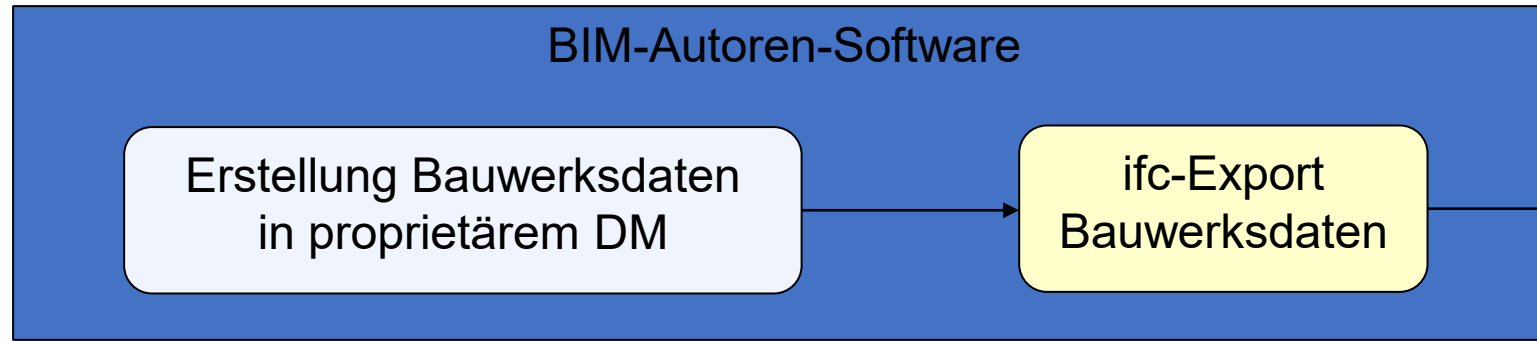 BIM-Autoren-Software
Erstellung Bauwerksdaten
in proprietärem DM
ifc-Export
Bauwerksdaten